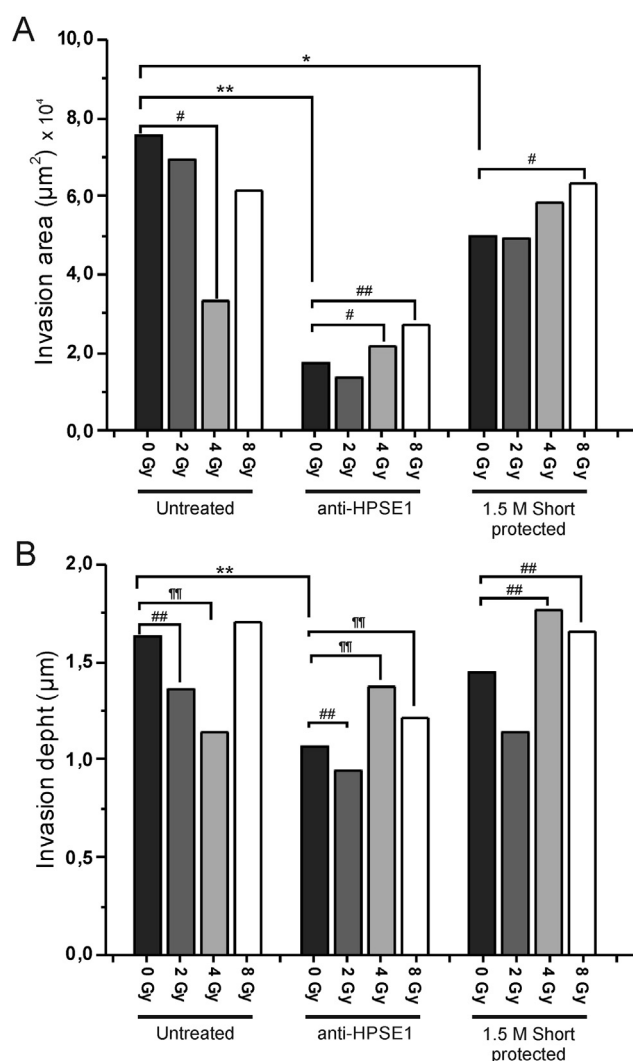 A
10,0
*
**
#
8,0
#
6,0
Invasion area (µm²) x 10⁴
##
4,0
#
2,0
0,0
0 Gy
2 Gy
4 Gy
8 Gy
0 Gy
2 Gy
4 Gy
8 Gy
0 Gy
2 Gy
4 Gy
8 Gy
Untreated
anti-HPSE1
1.5 M Short
protected
B
2,0
**
##
¶¶
##
##
¶¶
¶¶
1,5
##
Invasion depht (µm)
1,0
0,5
0,0
0 Gy
2 Gy
4 Gy
8 Gy
0 Gy
2 Gy
4 Gy
8 Gy
0 Gy
2 Gy
4 Gy
8 Gy
Untreated
anti-HPSE1
1.5 M Short
protected